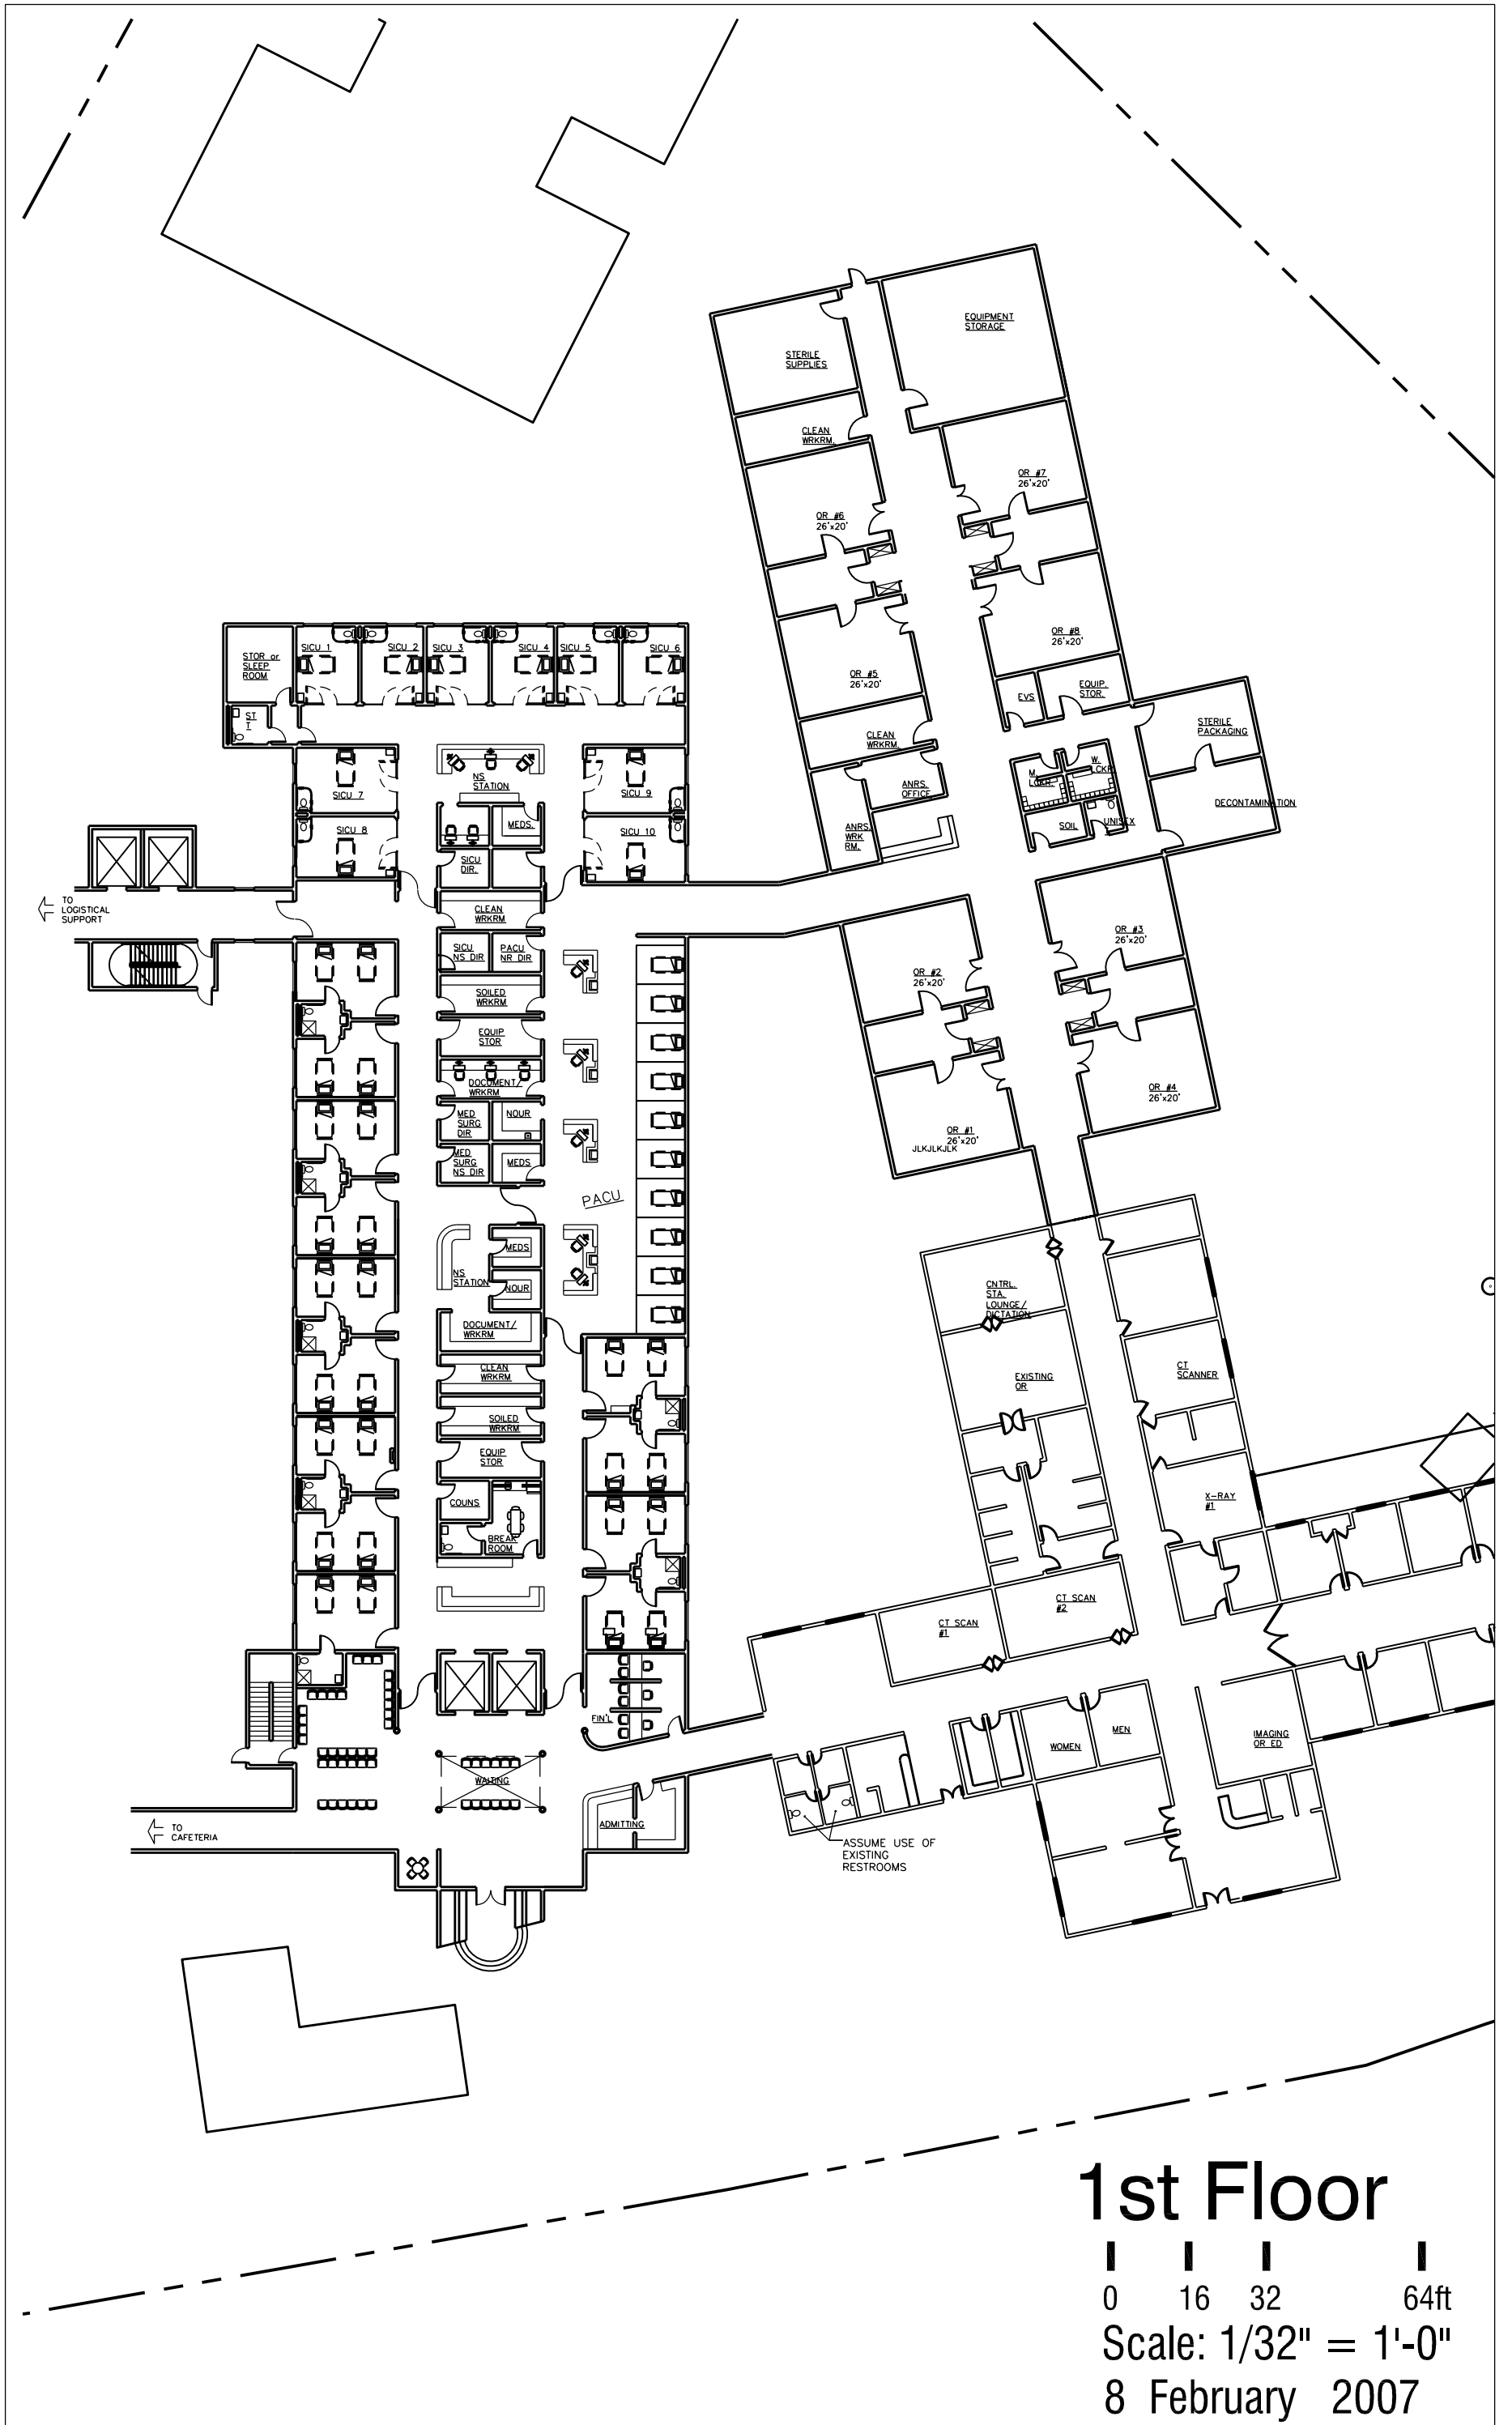 EQUIPMENT
STORAGE
STERILE
SUPPLIES
CLEAN
WRKRM.
OR #7
26'x20'
OR #6
26'x20'
OR #8
26'x20'
OR #5
26'x20'
EVS
EQUIP.
STOR.
STERILE
PACKAGING
CLEAN
WRKRM.
ANRS.
OFFICE
M.
LCKR.
W.
LCKR.
DECONTAMINATION
ANRS.
WRK
RM.
SOIL
UNISEX
T
STOR or
SLEEP
ROOM
SICU 1
SICU 2
SICU 3
SICU 4
SICU 5
SICU 6
ST
T
NS
STATION
SICU 7
SICU 9
MEDS.
SICU 8
SICU 10
SICU
DIR.
TO
LOGISTICAL
SUPPORT
CLEAN
WRKRM
SICU
NS DIR
PACU
NR DIR
SOILED
WRKRM
EQUIP
STOR
DOCUMENT/
WRKRM
MED
SURG
DIR
NOUR
MED
SURG
NS DIR
MEDS
PACU
MEDS
NS
STATION
NOUR
DOCUMENT/
WRKRM
CLEAN
WRKRM
SOILED
WRKRM
EQUIP
STOR
COUNS
BREAK
ROOM
OR #3
26'x20'
OR #2
26'x20'
OR #4
26'x20'
OR #1
26'x20'
JLKJLKJLK
CNTRL.
STA.
LOUNGE/
DICTATION
EXISTING
OR
CT
SCANNER
X-RAY
#1
CT SCAN
#2
CT SCAN
#1
FIN'L
WAITING
ADMITTING
WOMEN
MEN
IMAGING
OR ED
TO
CAFETERIA
ASSUME USE OF
EXISTING
RESTROOMS
1st Floor
0 16 32 64ft
Scale: 1/32" = 1'-0"
8 February 2007